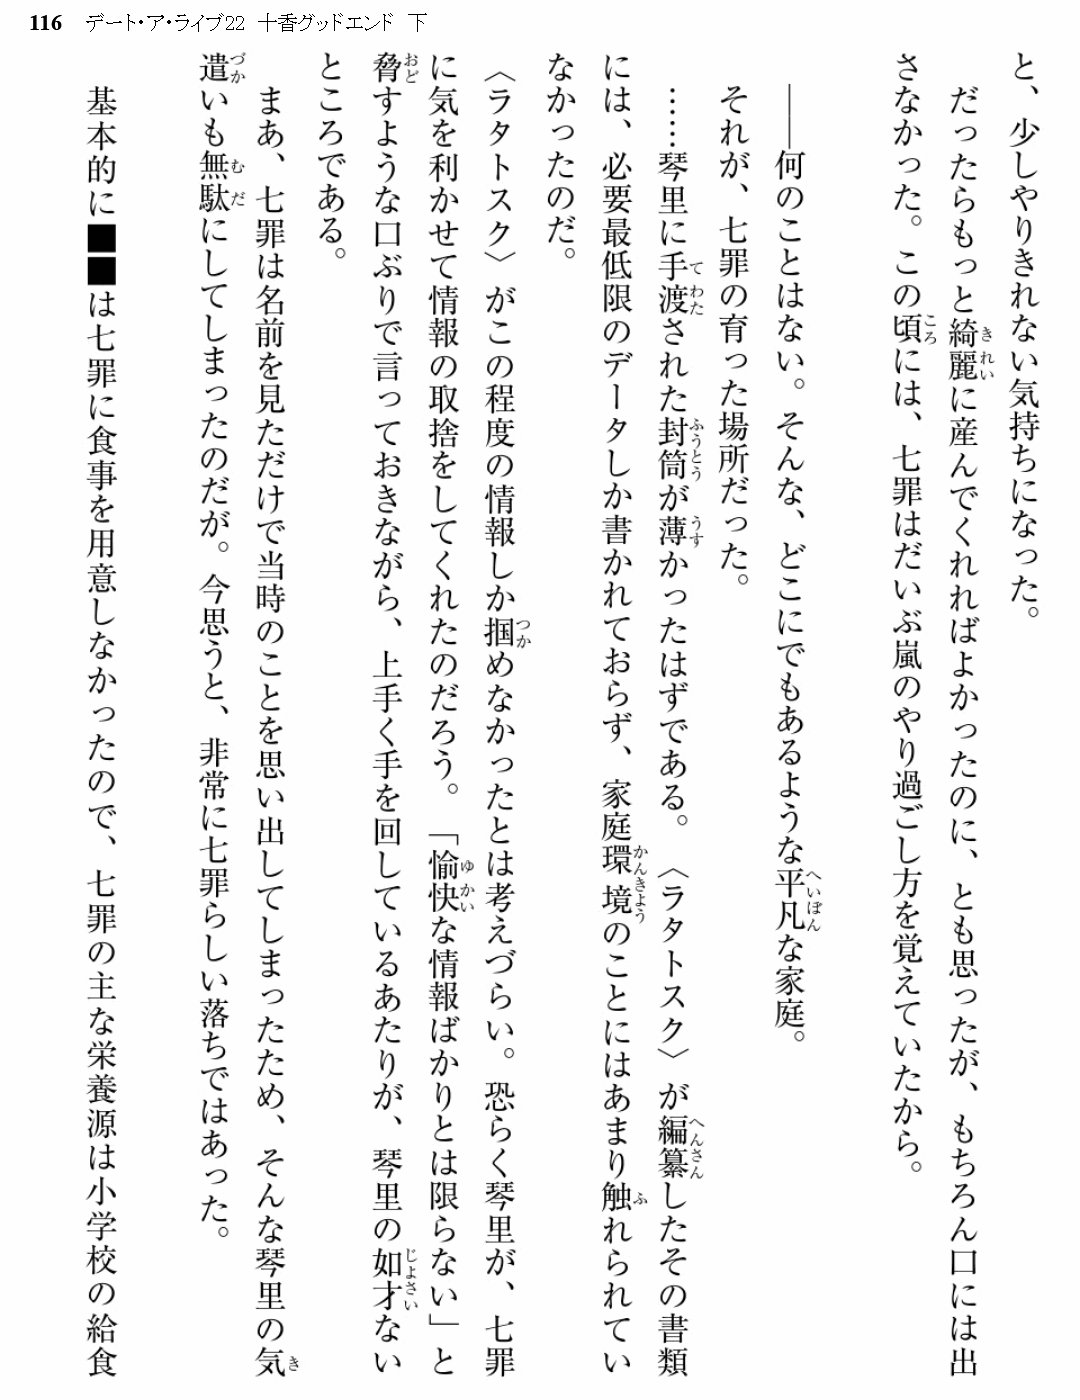 116 デート・ア・ライブ22 十香グッドエンド 下
と、少しやりきれない気持ちになった。
だったらもっと綺麗に産んでくれればよかったのに、とも思ったが、もちろん口には出
さなかった。この頃には、七罪はだいぶ嵐のやり過ごし方を覚えていたから。
――何のことはない。そんな、どこにでもあるような平凡な家庭。
それが、七罪の育った場所だった。
……琴里に手渡された封筒が薄かったはずである。〈ラタトスク〉が編纂したその書類
には、必要最低限のデータしか書かれておらず、家庭環境のことにはあまり触れられてい
なかったのだ。
〈ラタトスク〉がこの程度の情報しか掴めなかったとは考えづらい。恐らく琴里が、七罪
に気を利かせて情報の取捨をしてくれたのだろう。「愉快な情報ばかりとは限らない」と
脅すような口ぶりで言っておきながら、上手く手を回しているあたりが、琴里の如才ない
ところである。
まあ、七罪は名前を見ただけで当時のことを思い出してしまったため、そんな琴里の気
遣いも無駄にしてしまったのだが。今思うと、非常に七罪らしい落ちではあった。
基本的に■■は七罪に食事を用意しなかったので、七罪の主な栄養源は小学校の給食